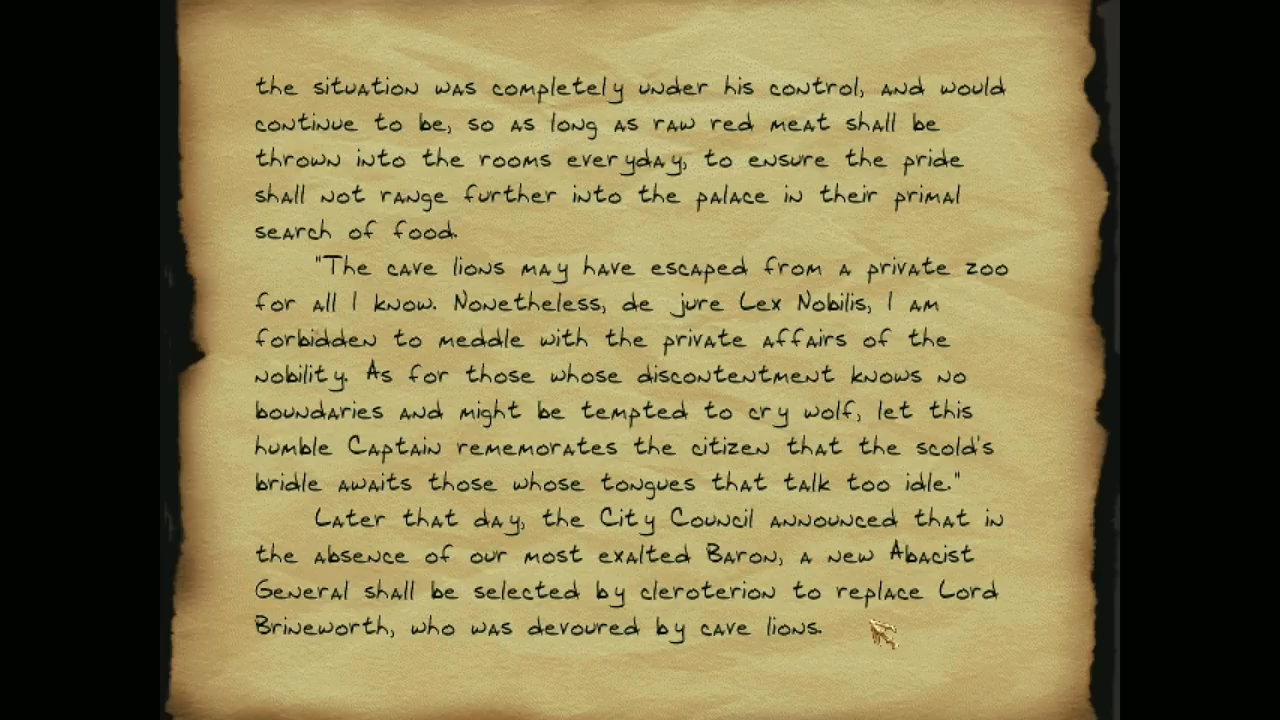 the situation was completely under his control, and would
continue to be, so as long as raw red meat shall be
thrown into the rooms everyday, to ensure the pride
shall not range further into the palace in their primal
search of food.
"The cave lions may have escaped from a private zoo
for all I know. Nonetheless, de jure Lex Nobilis, I am
forbidden to meddle with the private affairs of the
nobility. As for those whose discontentment knows no
boundaries and might be tempted to cry wolf, let this
humble Captain rememorates the citizen that the scold's
bridle awaits those whose tongues that talk too idle."
Later that day, the City Council announced that in
the absence of our most exalted Baron, a new Abacist
General shall be selected by cleroterion to replace Lord
Brineworth, who was devoured by cave lions.